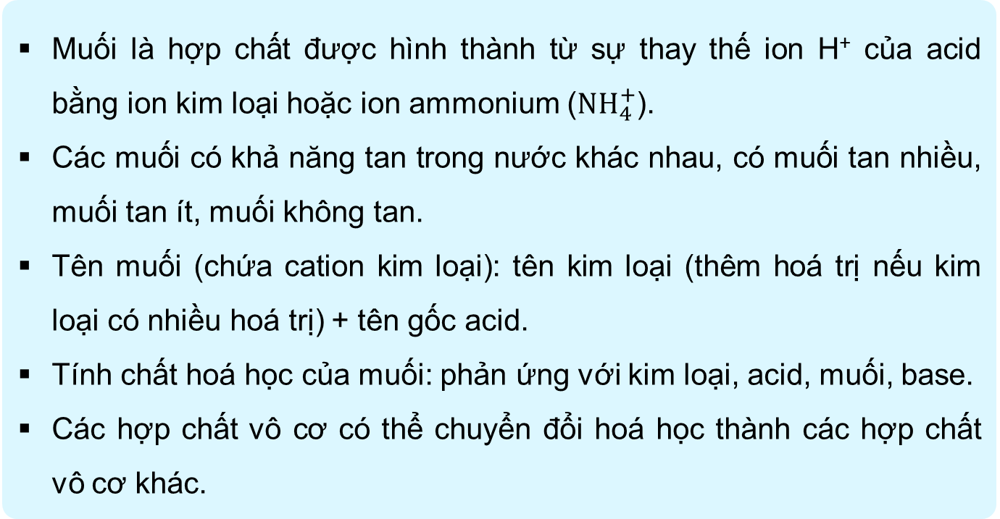 ▪ Muối là hợp chất được hình thành từ sự thay thế ion H⁺ của acid
bằng ion kim loại hoặc ion ammonium (NH₄⁺).
▪ Các muối có khả năng tan trong nước khác nhau, có muối tan nhiều,
muối tan ít, muối không tan.
▪ Tên muối (chứa cation kim loại): tên kim loại (thêm hoá trị nếu kim
loại có nhiều hoá trị) + tên gốc acid.
▪ Tính chất hoá học của muối: phản ứng với kim loại, acid, muối, base.
▪ Các hợp chất vô cơ có thể chuyển đổi hoá học thành các hợp chất
vô cơ khác.